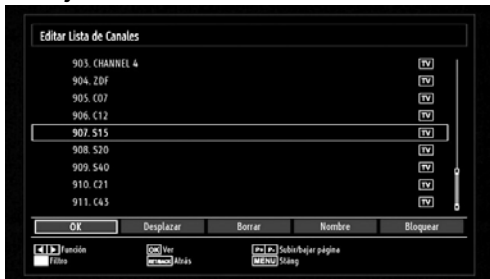 Editar Lista de Canales
903. CHANNEL 4 TV
904. ZDF TV
905. C07 TV
906. C12 TV
907. S15 TV
908. S20 TV
909. S40 TV
910. C21 TV
911. C43 TV
OK Desplazar Borrar Nombre Bloquear
Función OK Ver P+ P- Subir/bajar página
Filtro RETURN/BACK Atrás MENU Stäng